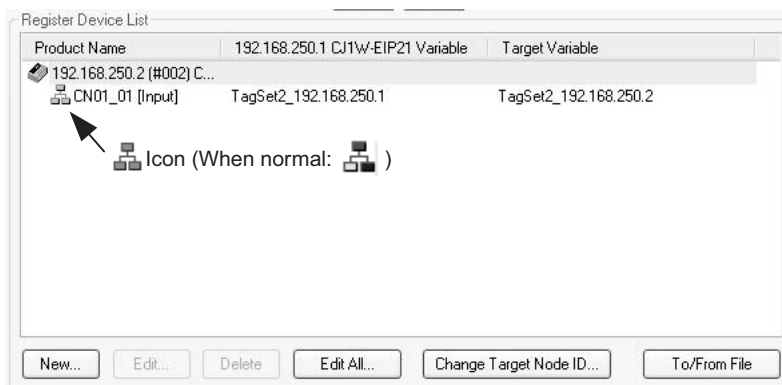 Register Device List
Product Name 192.168.250.1 CJ1W-EIP21 Variable Target Variable
192.168.250.2 (#002) C...
CN01_01 [Input] TagSet2_192.168.250.1 TagSet2_192.168.250.2
Icon (When normal: )
New... Edit... Delete Edit All... Change Target Node ID... To/From File